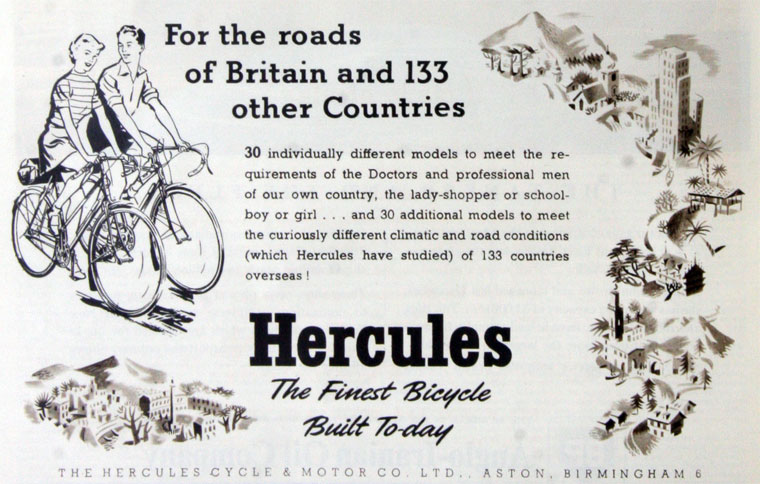 For the roads
of Britain and 133
other Countries
30 individually different models to meet the re-
quirements of the Doctors and professional men
of our own country, the lady-shopper or school-
boy or girl . . . and 30 additional models to meet
the curiously different climatic and road conditions
(which Hercules have studied) of 133 countries
overseas !
Hercules
The Finest Bicycle
Built To-day
THE HERCULES CYCLE & MOTOR CO. LTD., ASTON, BIRMINGHAM 6